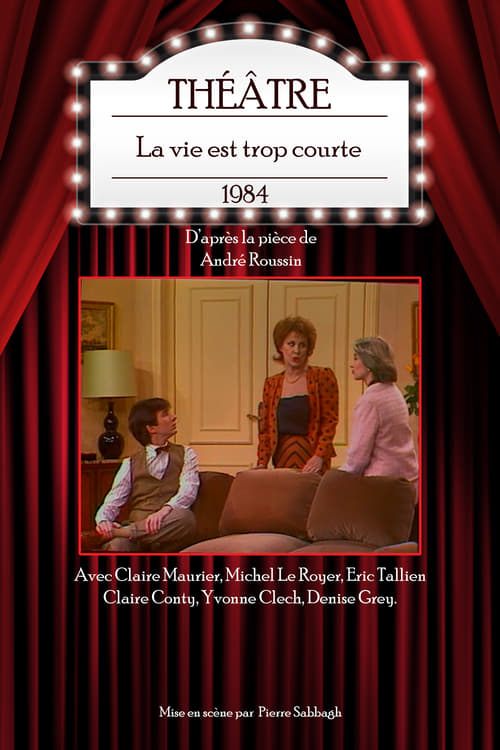 THÉÂTRE
La vie est trop courte
1984
D'après la pièce de
André Roussin
Avec Claire Maurier, Michel Le Royer, Eric Tallien
Claire Conty, Yvonne Clech, Denise Grey.
Mise en scène par Pierre Sabbagh